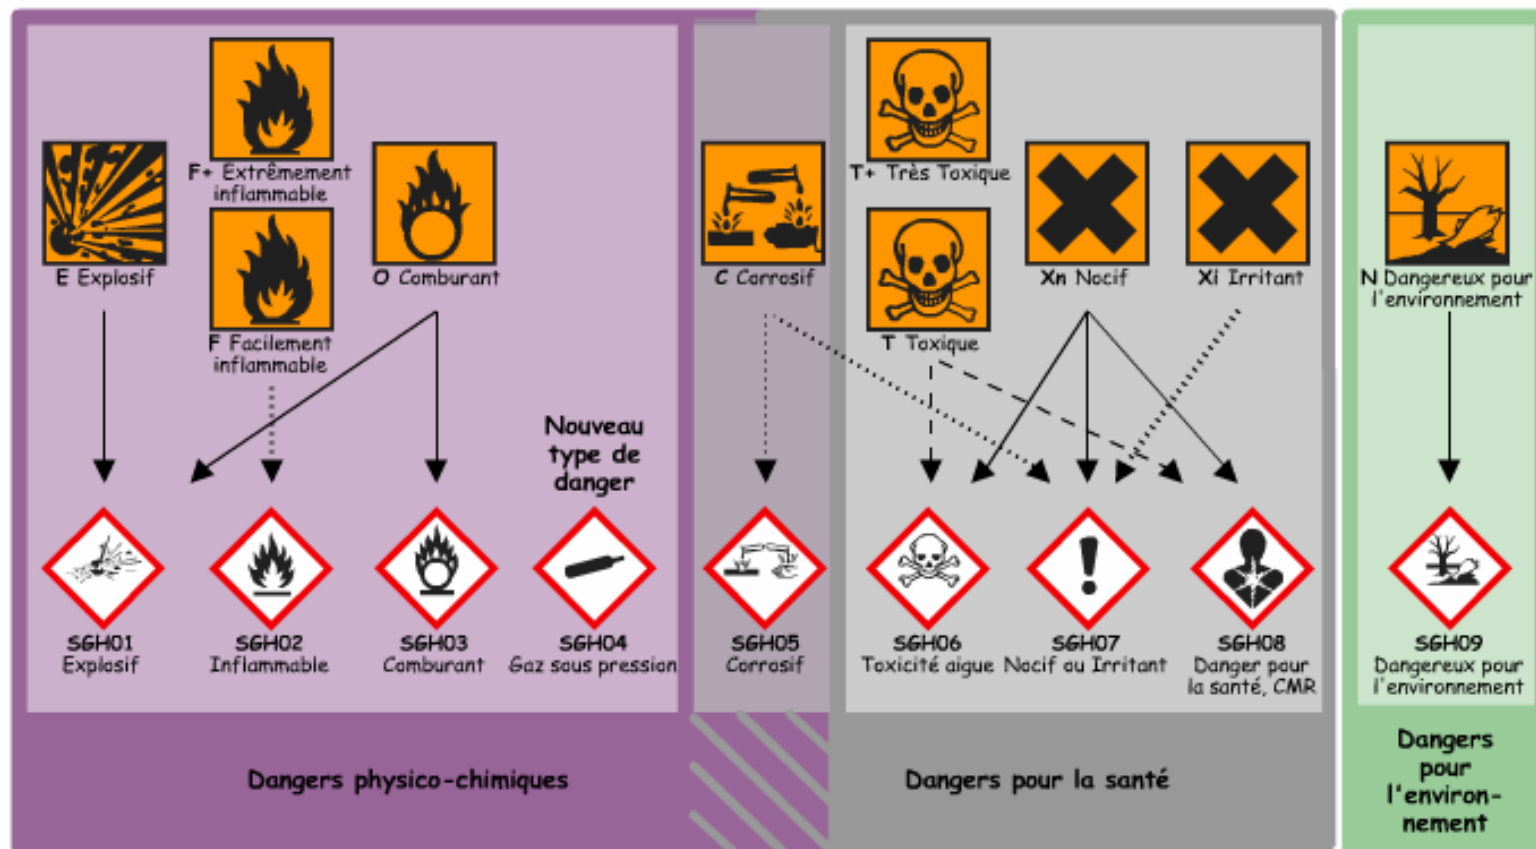 F+ Extrêmement
inflammable
E Explosif
F Facilement
inflammable
O Comburant
C Corrosif
T+ Très Toxique
T Toxique
Xn Nocif
Xi Irritant
N Dangereux pour
l'environnement
Nouveau
type de
danger
SGH01
Explosif
SGH02
Inflammable
SGH03
Comburant
SGH04
Gaz sous pression
SGH05
Corrosif
SGH06
Toxicité aigue
SGH07
Nocif ou Irritant
SGH08
Danger pour
la santé, CMR
SGH09
Dangereux pour
l'environnement
Dangers physico-chimiques
Dangers pour la santé
Dangers
pour
l'environ-
nement